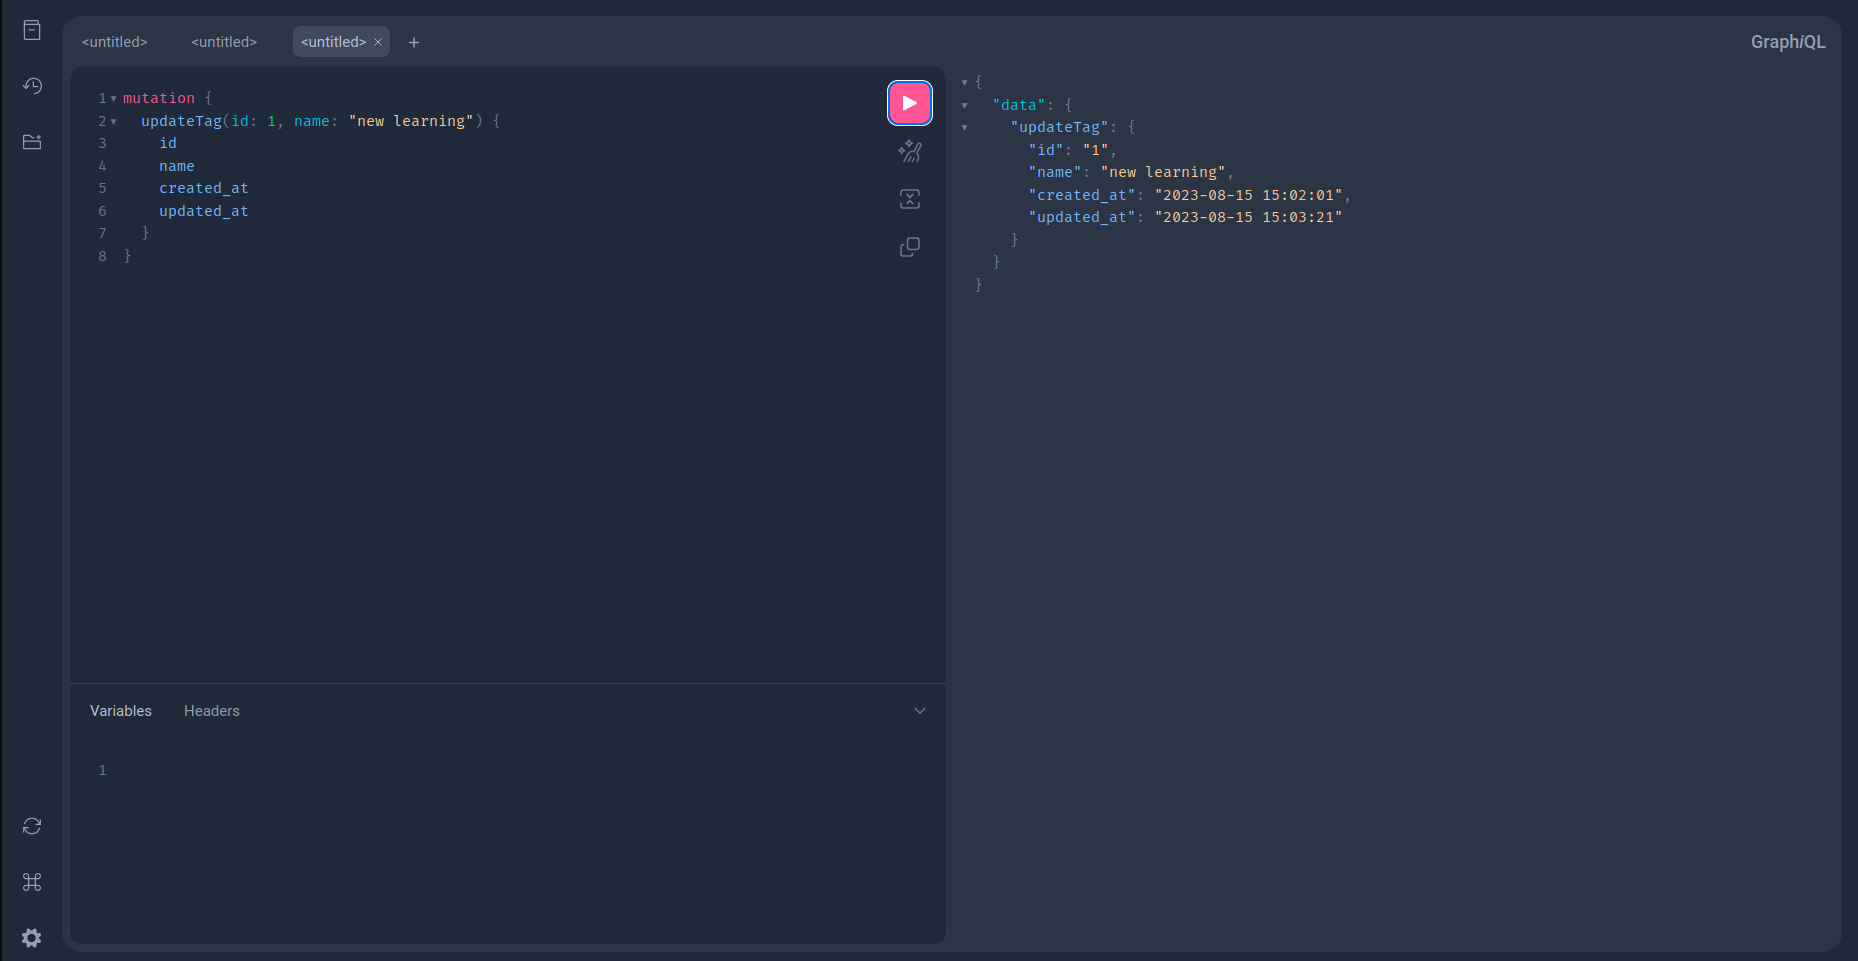 <untitled> <untitled> <untitled> × +
GraphiQL
1 mutation {
2 updateTag(id: 1, name: "new learning") {
3 id
4 name
5 created_at
6 updated_at
7 }
8 }
{
"data": {
"updateTag": {
"id": "1",
"name": "new learning",
"created_at": "2023-08-15 15:02:01",
"updated_at": "2023-08-15 15:03:21"
}
}
}
Variables Headers
1